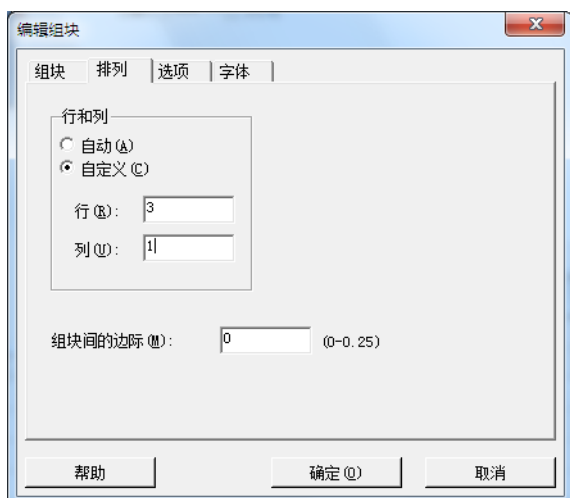 编辑组块
组块 排列 选项 字体
行和列
自动(A)
自定义(C)
行(R): 3
列(U): 1
组块间的边际(M): 0 (0-0.25)
帮助 确定(O) 取消